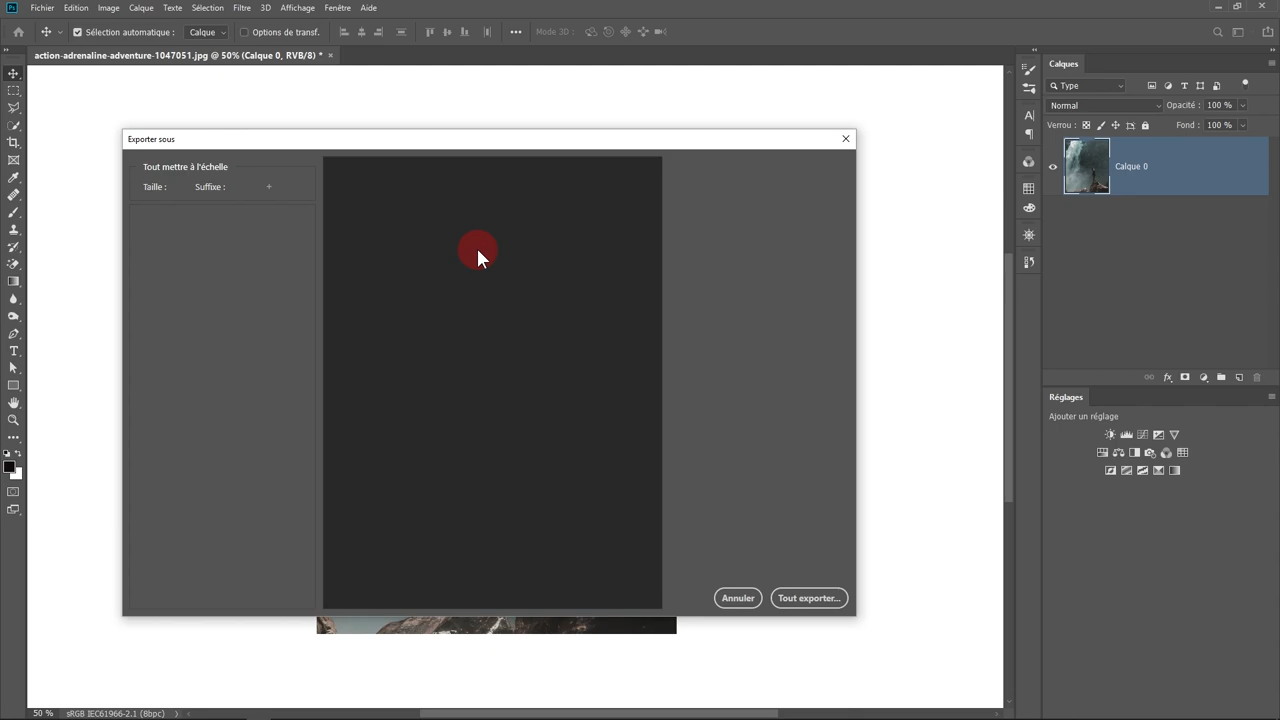 Ps Fichier Edition Image Calque Texte Sélection Filtre 3D Affichage Fenêtre Aide
Sélection automatique : Calque Options de transf. Mode 3D :
action-adrenaline-adventure-1047051.jpg @ 50% (Calque 0, RVB/8) * ×
Exporter sous
Tout mettre à l'échelle
Taille : Suffixe : +
Annuler Tout exporter...
50 % sRGB IEC61966-2.1 (8bpc)
Calques
Type
Normal Opacité : 100 %
Verrou : Fond : 100 %
Calque 0
fx
Réglages
Ajouter un réglage